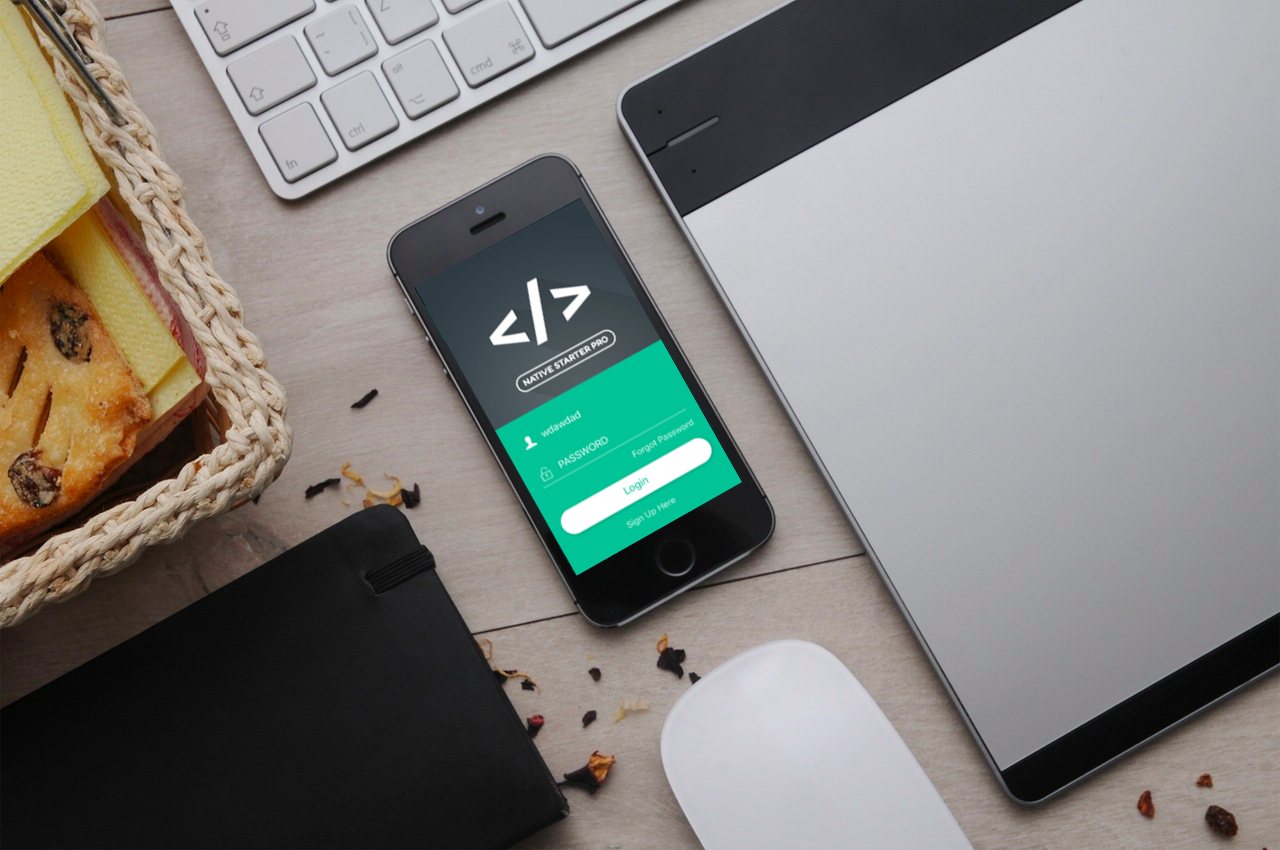 alt
cmd ⌘
ctrl
fn
</>
NATIVE STARTER PRO
wdawdad
PASSWORD
Forgot Password
Login
Sign Up Here